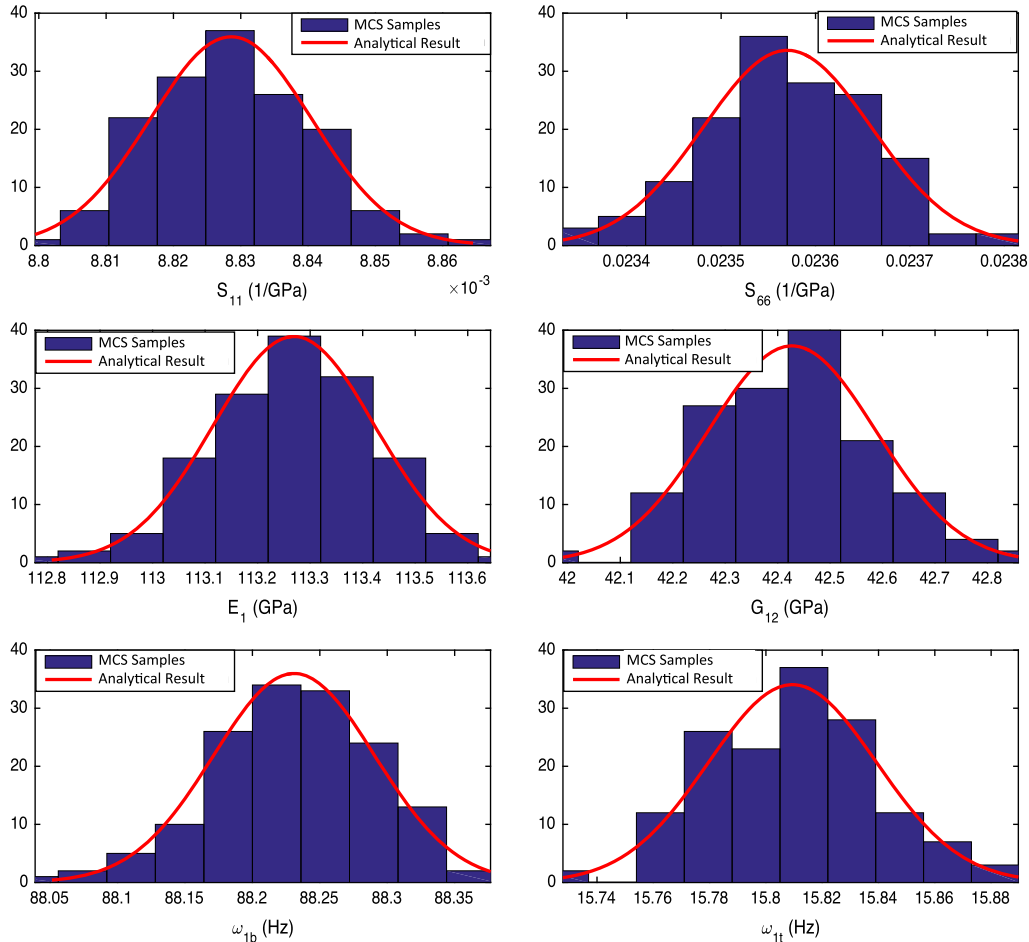 40
30
20
10
0
MCS Samples
Analytical Result
8.8 8.81 8.82 8.83 8.84 8.85 8.86
×10⁻³
S₁₁ (1/GPa)
40
30
20
10
0
MCS Samples
Analytical Result
0.0234 0.0235 0.0236 0.0237 0.0238
S₆₆ (1/GPa)
40
30
20
10
0
MCS Samples
Analytical Result
112.8 112.9 113 113.1 113.2 113.3 113.4 113.5 113.6
E₁ (GPa)
40
30
20
10
0
MCS Samples
Analytical Result
42 42.1 42.2 42.3 42.4 42.5 42.6 42.7 42.8
G₁₂ (GPa)
40
30
20
10
0
MCS Samples
Analytical Result
88.05 88.1 88.15 88.2 88.25 88.3 88.35
ω₁b (Hz)
40
30
20
10
0
MCS Samples
Analytical Result
15.74 15.76 15.78 15.8 15.82 15.84 15.86 15.88
ω₁t (Hz)